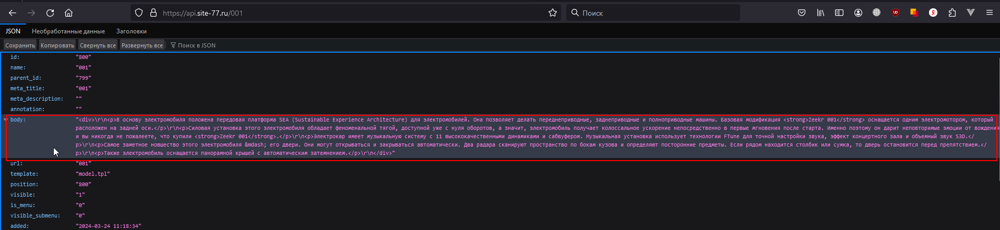 https://api.site-77.ru/001
Поиск
JSON
Необработанные данные
Заголовки
Сохранить Копировать Свернуть все Развернуть все Поиск в JSON
id: "800"
name: "001"
parent_id: "799"
meta_title: "001"
meta_description: ""
annotation: ""
body: "<div>\r\n<p>В основу электромобиля положена передовая платформа SEA (Sustainable Experience Architecture) для электромобилей. Она позволяет делать переднеприводные, заднеприводные и полноприводные машины. Базовая модификация <strong>Zeekr 001</strong> оснащается одним электромотором, который
расположен на задней оси.</p>\r\n<p>Силовая установка этого электромобиля обладает феноменальной тягой, доступной уже с нуля оборотов, а значит, электромобиль получает колоссальное ускорение непосредственно в первые мгновения после старта. Именно поэтому он дарит неповторимые эмоции от вождения
и вы никогда не пожалеете, что купили <strong>Zeekr 001</strong>.</p>\r\n<p>Электрокар имеет музыкальную систему с 11 высококачественными динамиками и сабвуфером. Музыкальная установка использует технологии FTune для точной настройки звука, эффект концертного зала и объемный звук S3D.</
p>\r\n<p>Самое заметное новшество этого электромобиля &mdash; его двери. Они могут открываться и закрываться автоматически. Два радара сканируют пространство по бокам кузова и определяют посторонние предметы. Если рядом находится столбик или сумка, то дверь остановится перед препятствием.</
p>\r\n<p>Также электромобиль оснащается панорамной крышей с автоматическим затемнением.</p>\r\n</div>"
url: "001"
template: "model.tpl"
position: "800"
visible: "1"
is_menu: "0"
visible_submenu: "0"
added: "2024-03-24 11:18:34"